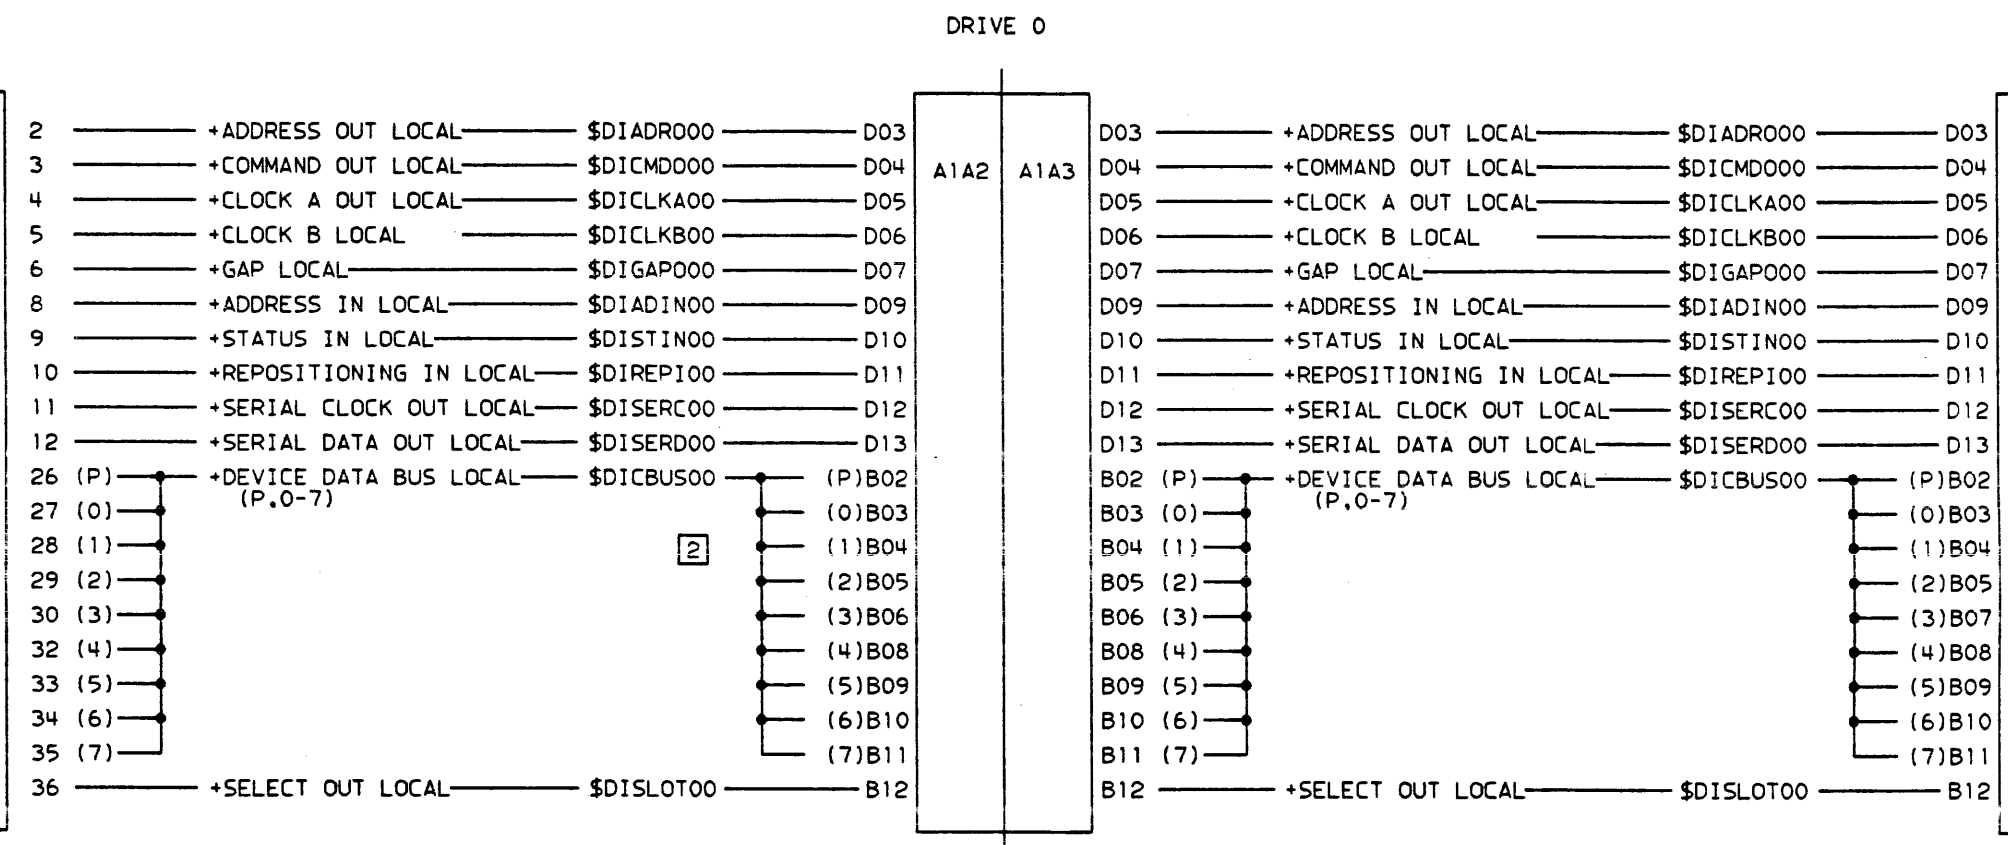 DRIVE 0
2 +ADDRESS OUT LOCAL $DIADRO00 D03 D03 +ADDRESS OUT LOCAL $DIADRO00 D03
3 +COMMAND OUT LOCAL $DICMDO00 D04 A1A2 A1A3 D04 +COMMAND OUT LOCAL $DICMDO00 D04
4 +CLOCK A OUT LOCAL $DICLKA00 D05 D05 +CLOCK A OUT LOCAL $DICLKA00 D05
5 +CLOCK B LOCAL $DICLKB00 D06 D06 +CLOCK B LOCAL $DICLKB00 D06
6 +GAP LOCAL $DIGAP000 D07 D07 +GAP LOCAL $DIGAP000 D07
8 +ADDRESS IN LOCAL $DIADIN00 D09 D09 +ADDRESS IN LOCAL $DIADIN00 D09
9 +STATUS IN LOCAL $DISTIN00 D10 D10 +STATUS IN LOCAL $DISTIN00 D10
10 +REPOSITIONING IN LOCAL $DIREPI00 D11 D11 +REPOSITIONING IN LOCAL $DIREPI00 D11
11 +SERIAL CLOCK OUT LOCAL $DISERC00 D12 D12 +SERIAL CLOCK OUT LOCAL $DISERC00 D12
12 +SERIAL DATA OUT LOCAL $DISERD00 D13 D13 +SERIAL DATA OUT LOCAL $DISERD00 D13
26 (P) +DEVICE DATA BUS LOCAL $DICBUS00 (P)B02 B02 (P) +DEVICE DATA BUS LOCAL $DICBUS00 (P)B02
(P,0-7) (P,0-7)
27 (0) (0)B03 B03 (0) (0)B03
28 (1) 2 (1)B04 B04 (1) (1)B04
29 (2) (2)B05 B05 (2) (2)B05
30 (3) (3)B06 B06 (3) (3)B07
32 (4) (4)B08 B08 (4) (4)B08
33 (5) (5)B09 B09 (5) (5)B09
34 (6) (6)B10 B10 (6) (6)B10
35 (7) (7)B11 B11 (7) (7)B11
36 +SELECT OUT LOCAL $DISLOT00 B12 B12 +SELECT OUT LOCAL $DISLOT00 B12